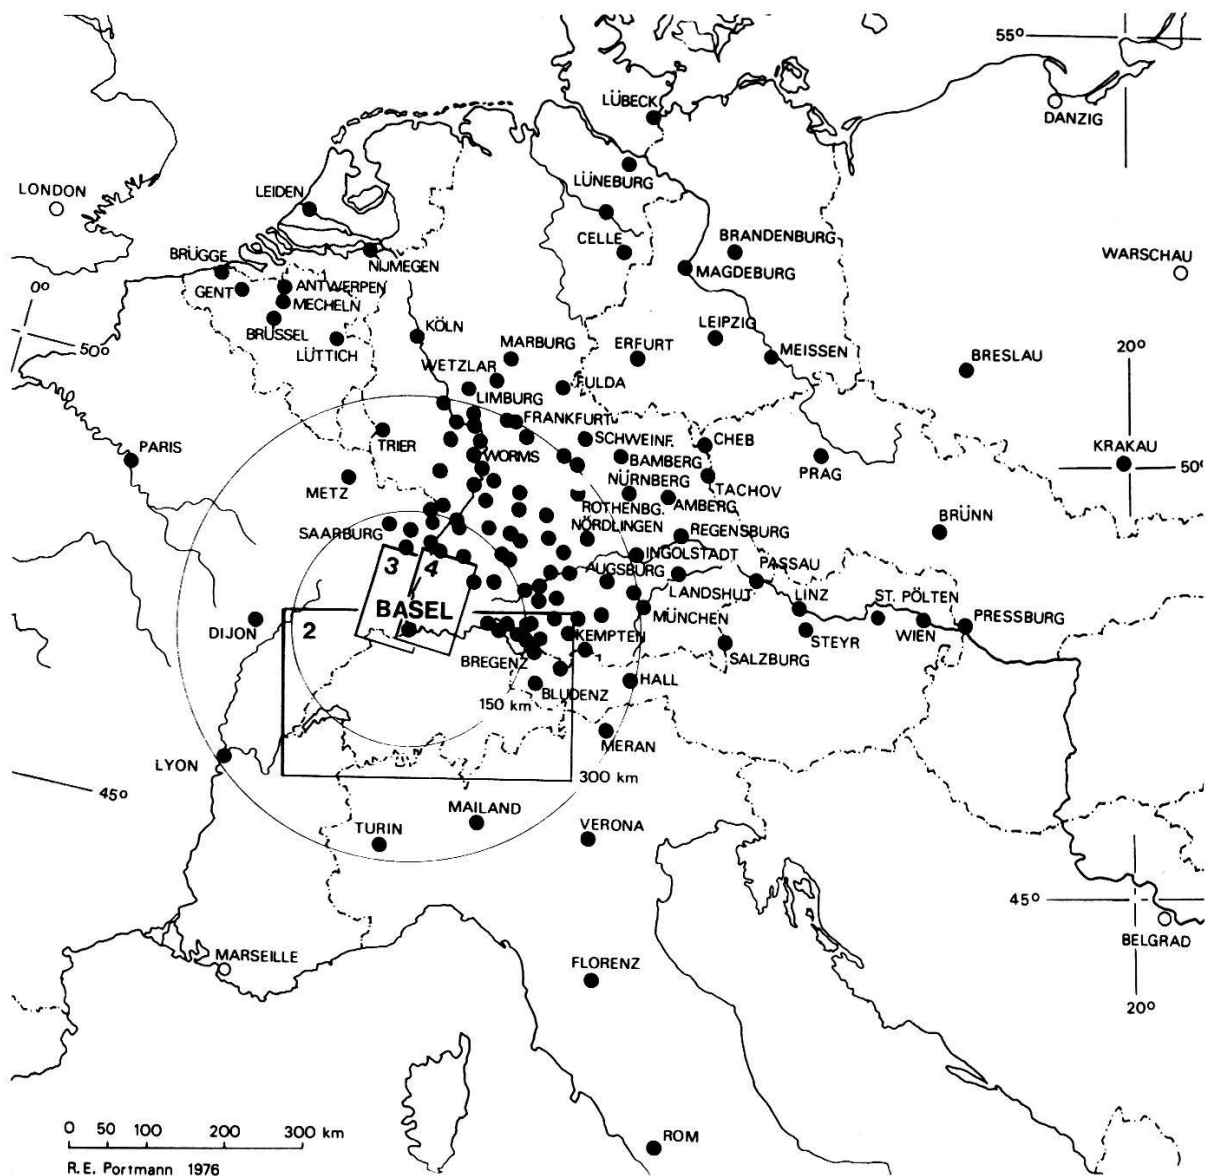 55°
LÜBECK
DANZIG
LÜNEBURG
LONDON
LEIDEN
CELLE
BRANDENBURG
BRÜGGE
NIJMEGEN
MAGDEBURG
WARSCHAU
0°
GENT
ANTWERPEN
MECHELN
BRÜSSEL
KÖLN
LEIPZIG
50°
LÜTTICH
MARBURG
ERFURT
MEISSEN
BRESLAU
20°
WETZLAR
FULDA
LIMBURG
FRANKFURT
PARIS
TRIER
SCHWEINF.
CHEB
KRAKAU
WORMS
BAMBERG
PRAG
50°
METZ
NÜRNBERG
TACHOV
ROTHENBG.
AMBERG
BRÜNN
SAARBURG
NÖRDLINGEN
REGENSBURG
INGOLSTADT
3
4
AUGSBURG
PASSAU
LANDSHUT
BASEL
LINZ
ST. PÖLTEN
DIJON
2
MÜNCHEN
WIEN
PRESSBURG
KEMPTEN
STEYR
BREGENZ
SALZBURG
HALL
BLUDENZ
150 km
MERAN
LYON
300 km
45°
MAILAND
TURIN
VERONA
45°
BELGRAD
MARSEILLE
FLORENZ
20°
0 50 100 200 300 km
ROM
R.E. Portmann 1976